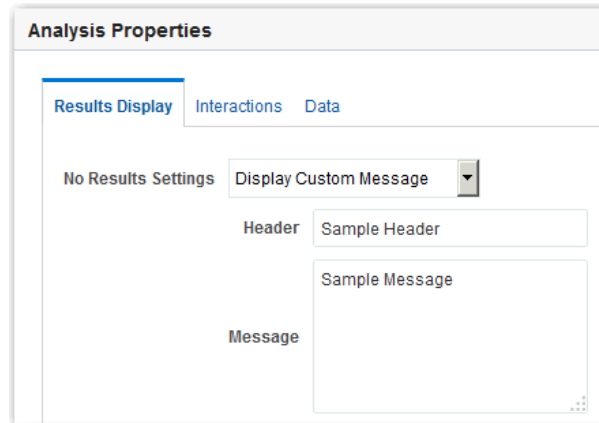 Analysis Properties
Results Display Interactions Data
No Results Settings Display Custom Message
Header Sample Header
Sample Message
Message